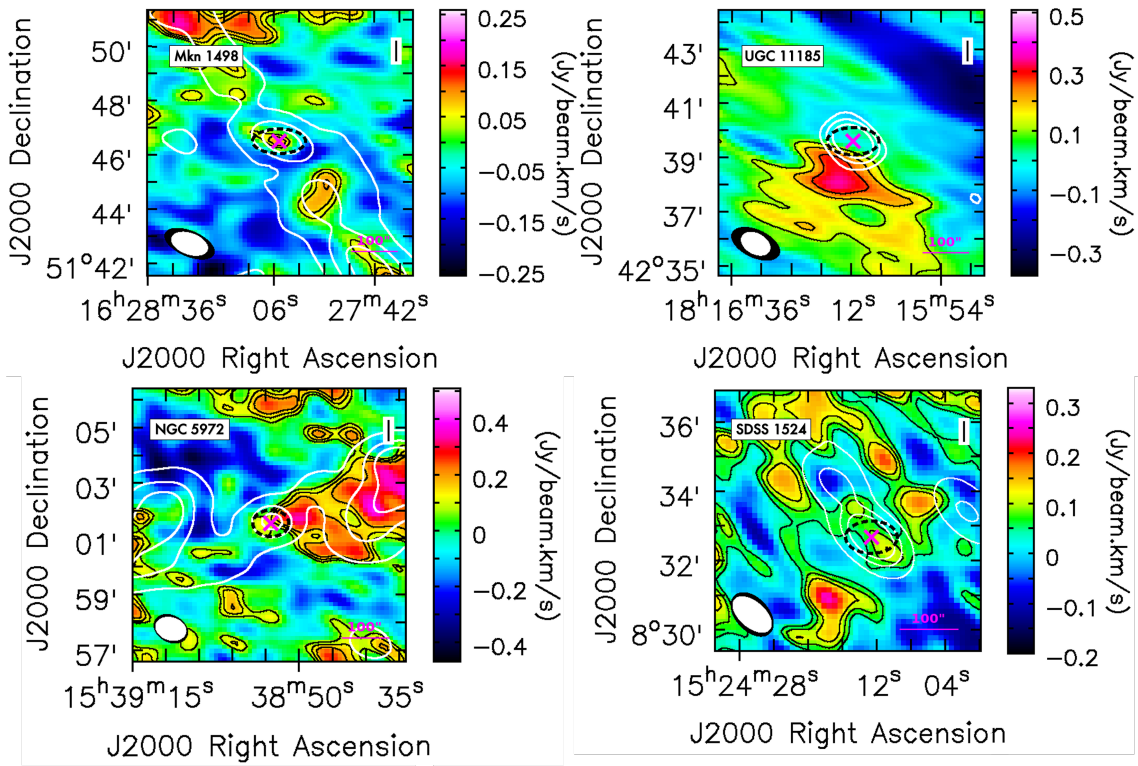 Mkn 1498
I
50'
48'
46'
44'
51°42'
100"
J2000 Declination
16ʰ28ᵐ36ˢ 06ˢ 27ᵐ42ˢ
J2000 Right Ascension
0.25
0.15
0.05
−0.05
−0.15
−0.25
(Jy/beam.km/s)
UGC 11185
I
43'
41'
39'
37'
42°35'
100"
J2000 Declination
18ʰ16ᵐ36ˢ 12ˢ 15ᵐ54ˢ
J2000 Right Ascension
0.5
0.3
0.1
−0.1
−0.3
(Jy/beam.km/s)
NGC 5972
I
05'
03'
01'
59'
57'
100"
J2000 Declination
15ʰ39ᵐ15ˢ 38ᵐ50ˢ 35ˢ
J2000 Right Ascension
0.4
0.2
0
−0.2
−0.4
(Jy/beam.km/s)
SDSS 1524
I
36'
34'
32'
8°30'
100"
J2000 Declination
15ʰ24ᵐ28ˢ 12ˢ 04ˢ
J2000 Right Ascension
0.3
0.2
0.1
0
−0.1
−0.2
(Jy/beam.km/s)